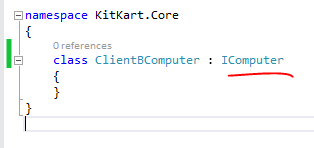 namespace KitKart.Core
{
0 references
class ClientBComputer : IComputer
{
}
}